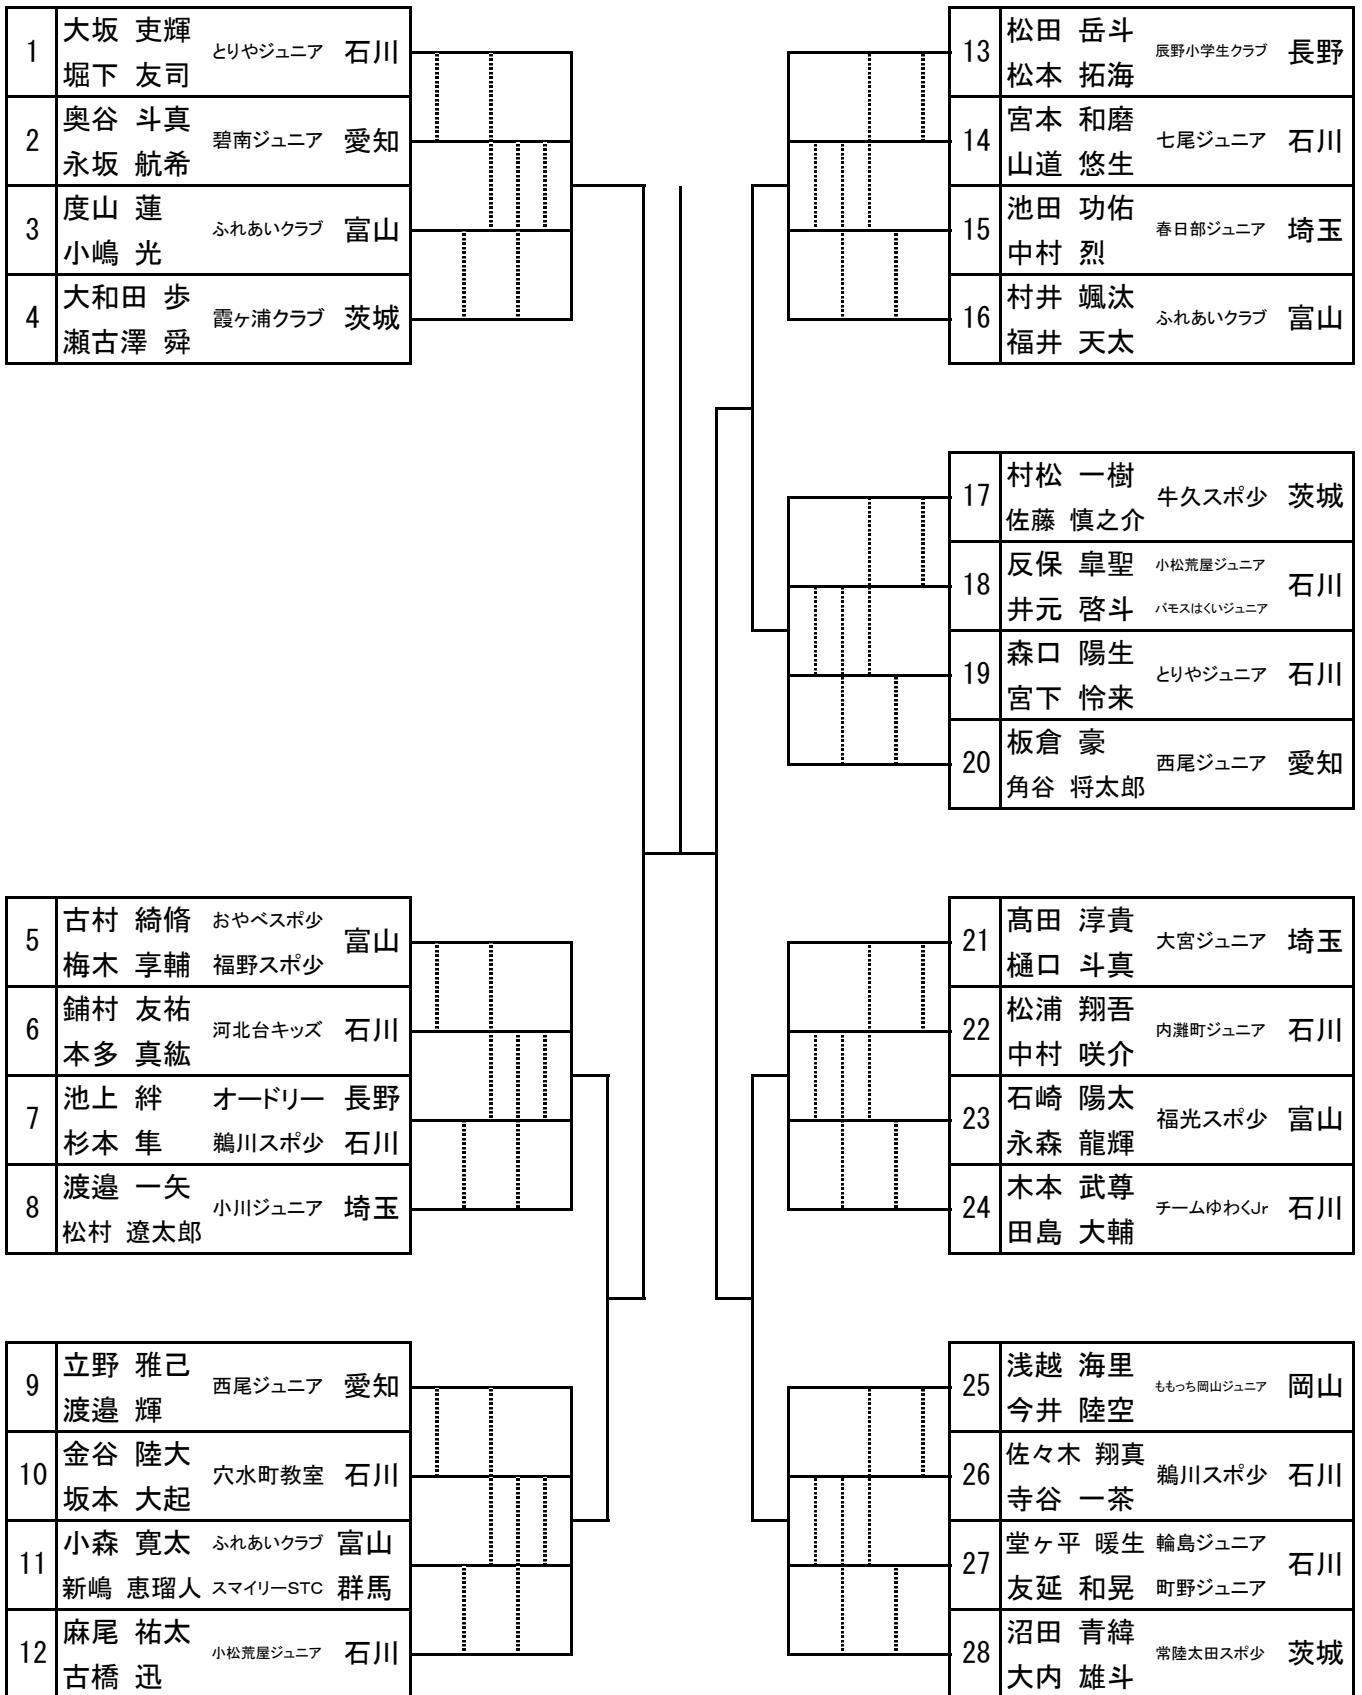 1 大坂 吏輝 とりやジュニア 石川
堀下 友司
2 奥谷 斗真 碧南ジュニア 愛知
永坂 航希
3 度山 蓮 ふれあいクラブ 富山
小嶋 光
4 大和田 歩 霞ヶ浦クラブ 茨城
瀬古澤 舜
5 古村 綺脩 おやべスポ少 富山
梅木 享輔 福野スポ少
6 鋪村 友祐 河北台キッズ 石川
本多 真紘
7 池上 絆 オードリー 長野
杉本 隼 鵜川スポ少 石川
8 渡邉 一矢 小川ジュニア 埼玉
松村 遼太郎
9 立野 雅己 西尾ジュニア 愛知
渡邉 輝
10 金谷 陸大 穴水町教室 石川
坂本 大起
11 小森 寛太 ふれあいクラブ 富山
新嶋 恵瑠人 スマイリーSTC 群馬
12 麻尾 祐太 小松荒屋ジュニア 石川
古橋 迅
13 松田 岳斗 辰野小学生クラブ 長野
松本 拓海
14 宮本 和磨 七尾ジュニア 石川
山道 悠生
15 池田 功佑 春日部ジュニア 埼玉
中村 烈
16 村井 颯汰 ふれあいクラブ 富山
福井 天太
17 村松 一樹 牛久スポ少 茨城
佐藤 慎之介
18 反保 皐聖 小松荒屋ジュニア 石川
井元 啓斗 バモスはくいジュニア
19 森口 陽生 とりやジュニア 石川
宮下 怜来
20 板倉 豪 西尾ジュニア 愛知
角谷 将太郎
21 髙田 淳貴 大宮ジュニア 埼玉
樋口 斗真
22 松浦 翔吾 内灘町ジュニア 石川
中村 咲介
23 石崎 陽太 福光スポ少 富山
永森 龍輝
24 木本 武尊 チームゆわくJr 石川
田島 大輔
25 浅越 海里 ももっち岡山ジュニア 岡山
今井 陸空
26 佐々木 翔真 鵜川スポ少 石川
寺谷 一茶
27 堂ヶ平 暖生 輪島ジュニア 石川
友延 和晃 町野ジュニア
28 沼田 青緯 常陸太田スポ少 茨城
大内 雄斗